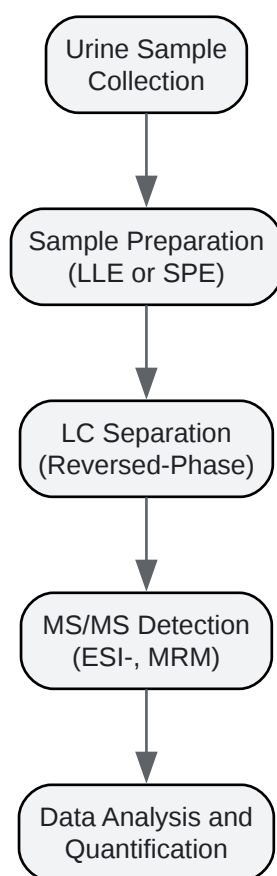 Urine Sample
Collection
Sample Preparation
(LLE or SPE)
LC Separation
(Reversed-Phase)
MS/MS Detection
(ESI-, MRM)
Data Analysis and
Quantification